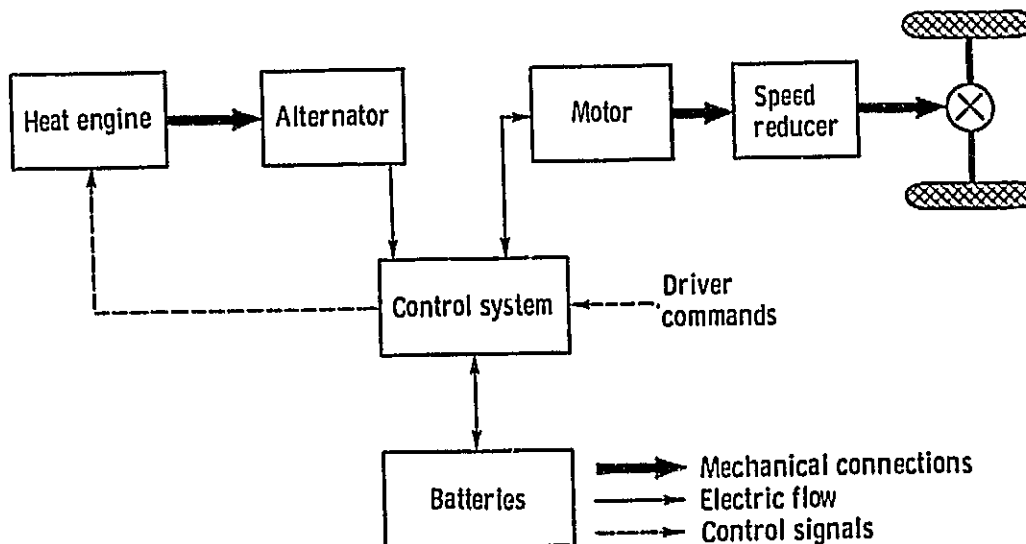 Heat engine
Alternator
Motor
Speed
reducer
Control system
Driver
commands
Batteries
Mechanical connections
Electric flow
Control signals